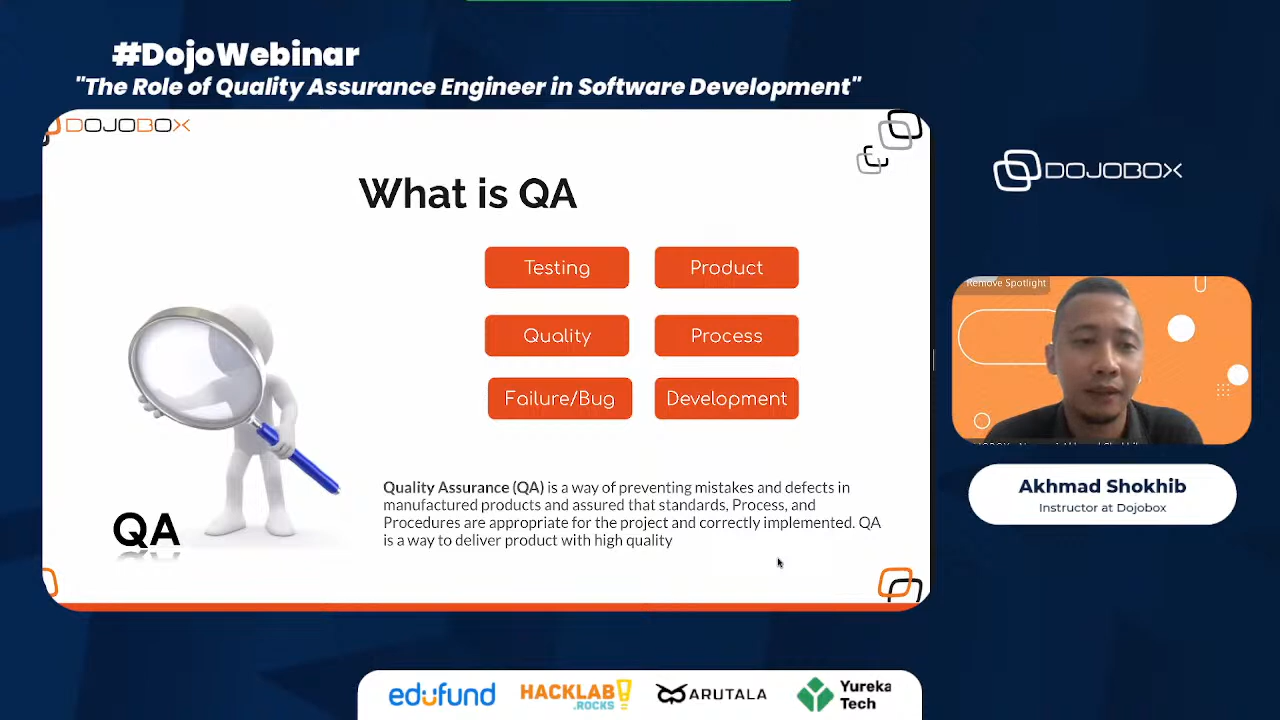 #DojoWebinar
"The Role of Quality Assurance Engineer in Software Development"
DOJOBOX
What is QA
Testing
Product
Quality
Process
Failure/Bug
Development
Quality Assurance (QA) is a way of preventing mistakes and defects in
manufactured products and assured that standards, Process, and
Procedures are appropriate for the project and correctly implemented. QA
is a way to deliver product with high quality
QA
DOJOBOX
Remove Spotlight
Akhmad Shokhib
Instructor at Dojobox
edufund
HACKLAB!
.ROCKS
ARUTALA
Yureka
Tech